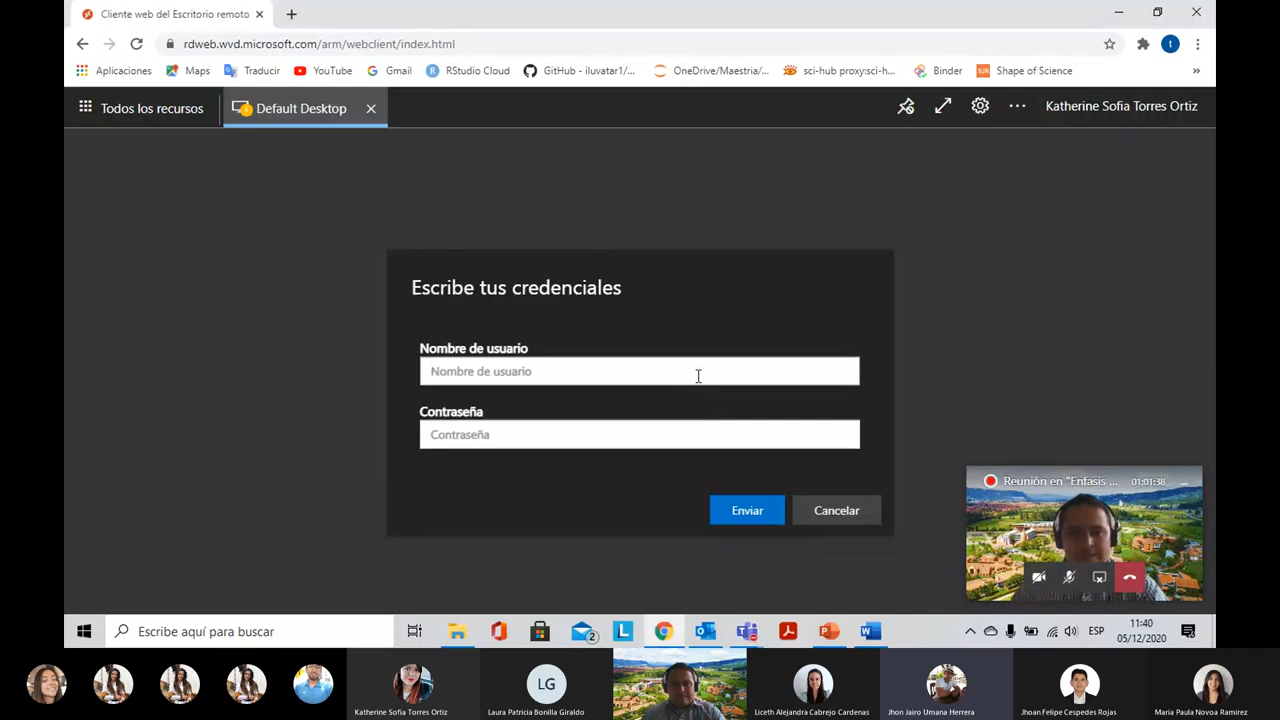 Cliente web del Escritorio remoto
rdweb.wvd.microsoft.com/arm/webclient/index.html
t
Aplicaciones
Maps
Traducir
YouTube
Gmail
RStudio Cloud
GitHub - iluvatar1/...
OneDrive/Maestria/...
sci-hub proxy:sci-h...
Binder
SJR
Shape of Science
»
Todos los recursos
Default Desktop
Katherine Sofia Torres Ortiz
Escribe tus credenciales
Nombre de usuario
Nombre de usuario
Contraseña
Contraseña
Enviar
Cancelar
Reunión en "Enfasis ...
01:01:38
Escribe aquí para buscar
2
L
ESP
11:40
05/12/2020
LG
Katherine Sofia Torres Ortiz
Laura Patricia Bonilla Giraldo
Liceth Alejandra Cabrejo Cardenas
Jhon Jairo Umana Herrera
Jhoan Felipe Cespedes Rojas
Maria Paula Novoa Ramirez